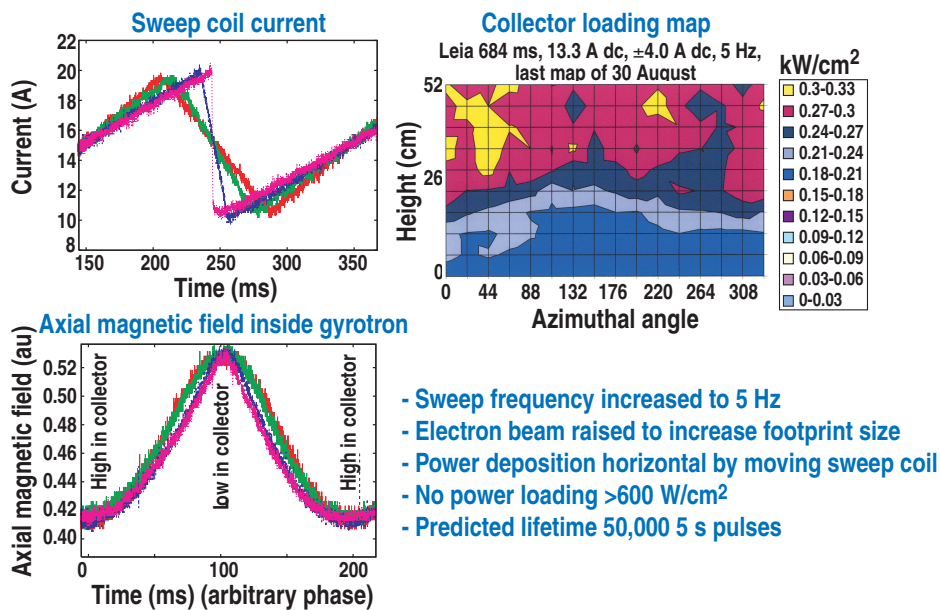 Sweep coil current
Current (A)
22
20
18
16
14
12
10
8
150
200
250
300
350
Time (ms)
Collector loading map
Leia 684 ms, 13.3 A dc, ±4.0 A dc, 5 Hz,
last map of 30 August
Height (cm)
52
26
0
0
44
88
132
176
220
264
308
Azimuthal angle
kW/cm2
0.3-0.33
0.27-0.3
0.24-0.27
0.21-0.24
0.18-0.21
0.15-0.18
0.12-0.15
0.09-0.12
0.06-0.09
0.03-0.06
0-0.03
Axial magnetic field inside gyrotron
Axial magnetic field (au)
0.52
0.50
0.48
0.46
0.44
0.42
0.40
High in collector
Low in collector
High in collector
0
50
100
150
200
Time (ms) (arbitrary phase)
- Sweep frequency increased to 5 Hz
- Electron beam raised to increase footprint size
- Power deposition horizontal by moving sweep coil
- No power loading >600 W/cm2
- Predicted lifetime 50,000 5 s pulses